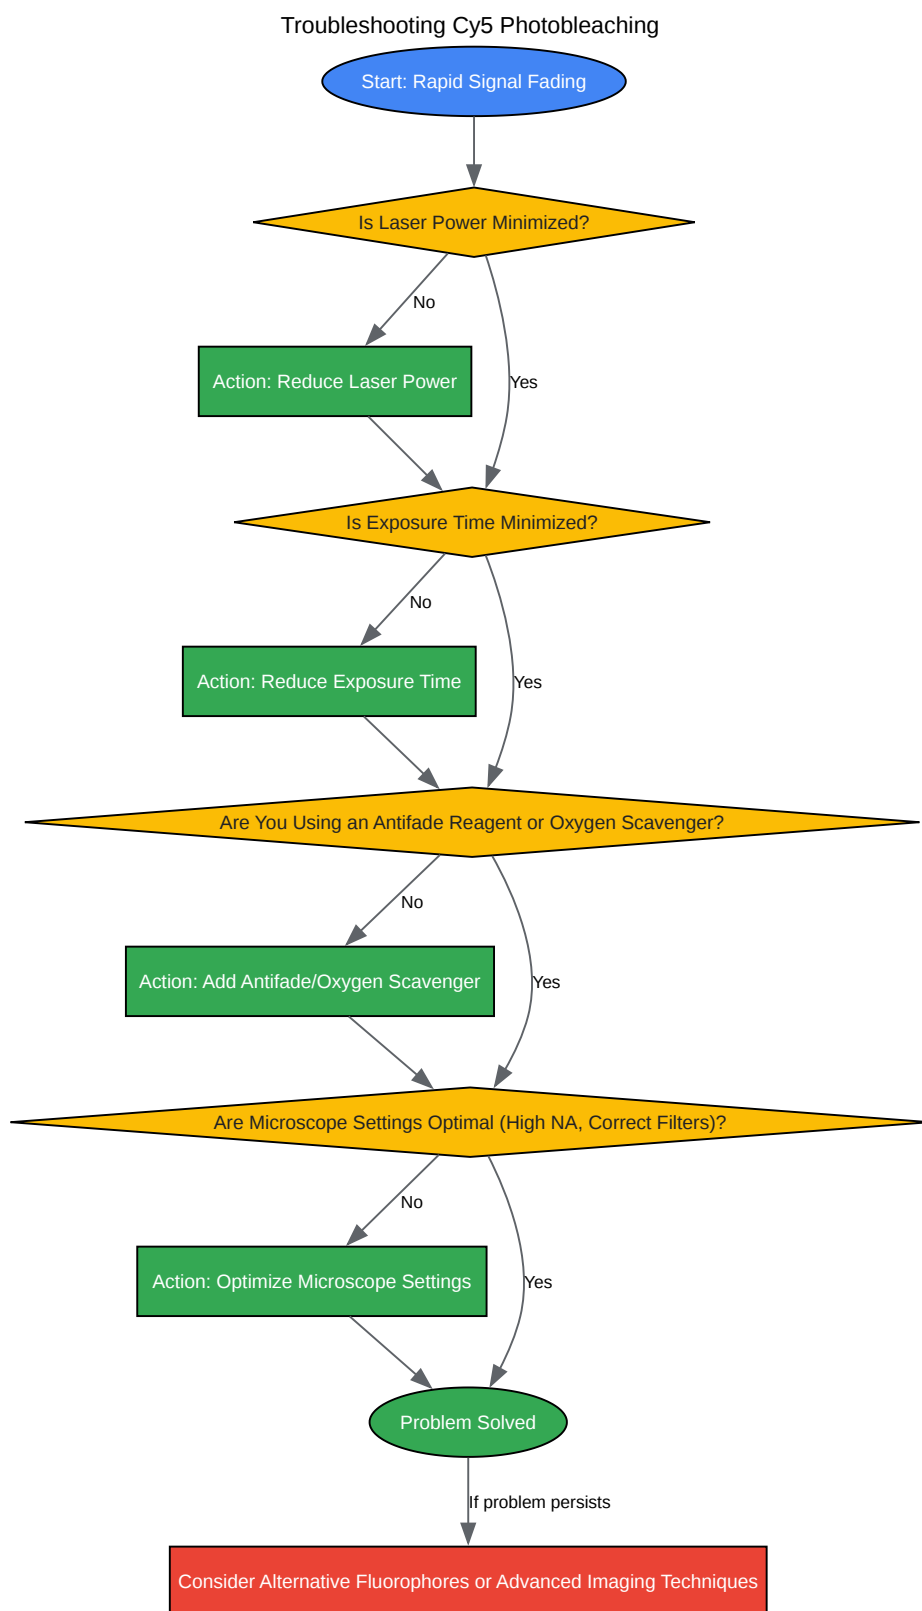 Troubleshooting Cy5 Photobleaching
Start: Rapid Signal Fading
Is Laser Power Minimized?
No
Action: Reduce Laser Power
Yes
Is Exposure Time Minimized?
No
Action: Reduce Exposure Time
Yes
Are You Using an Antifade Reagent or Oxygen Scavenger?
No
Action: Add Antifade/Oxygen Scavenger
Yes
Are Microscope Settings Optimal (High NA, Correct Filters)?
No
Action: Optimize Microscope Settings
Yes
Problem Solved
If problem persists
Consider Alternative Fluorophores or Advanced Imaging Techniques